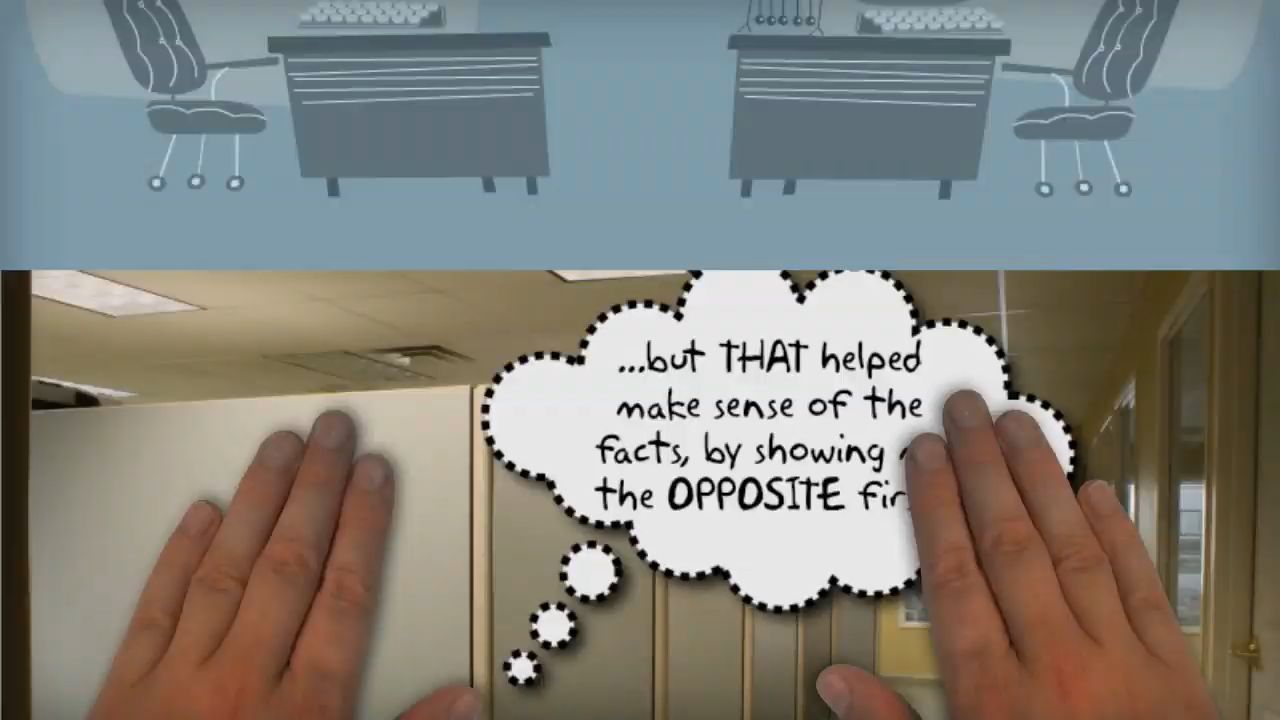 ...but THAT helped
make sense of the
facts, by showing
the OPPOSITE